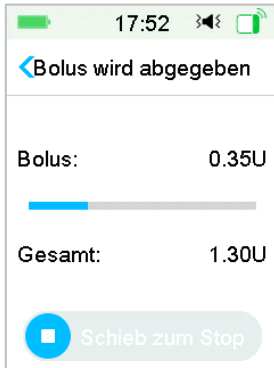 17:52
Bolus wird abgegeben
Bolus: 0.35U
Gesamt: 1.30U
Schieb zum Stop